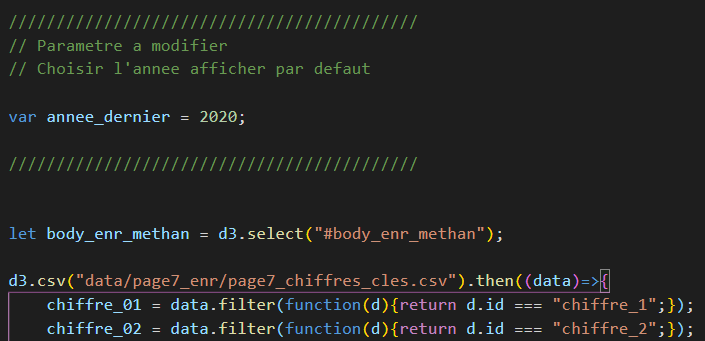 ///////////////////////////////////////////
// Parametre a modifier
// Choisir l'annee afficher par defaut
var annee_dernier = 2020;
///////////////////////////////////////////
let body_enr_methan = d3.select("#body_enr_methan");
d3.csv("data/page7_enr/page7_chiffres_cles.csv").then((data)=>{
chiffre_01 = data.filter(function(d){return d.id === "chiffre_1";});
chiffre_02 = data.filter(function(d){return d.id === "chiffre_2";});